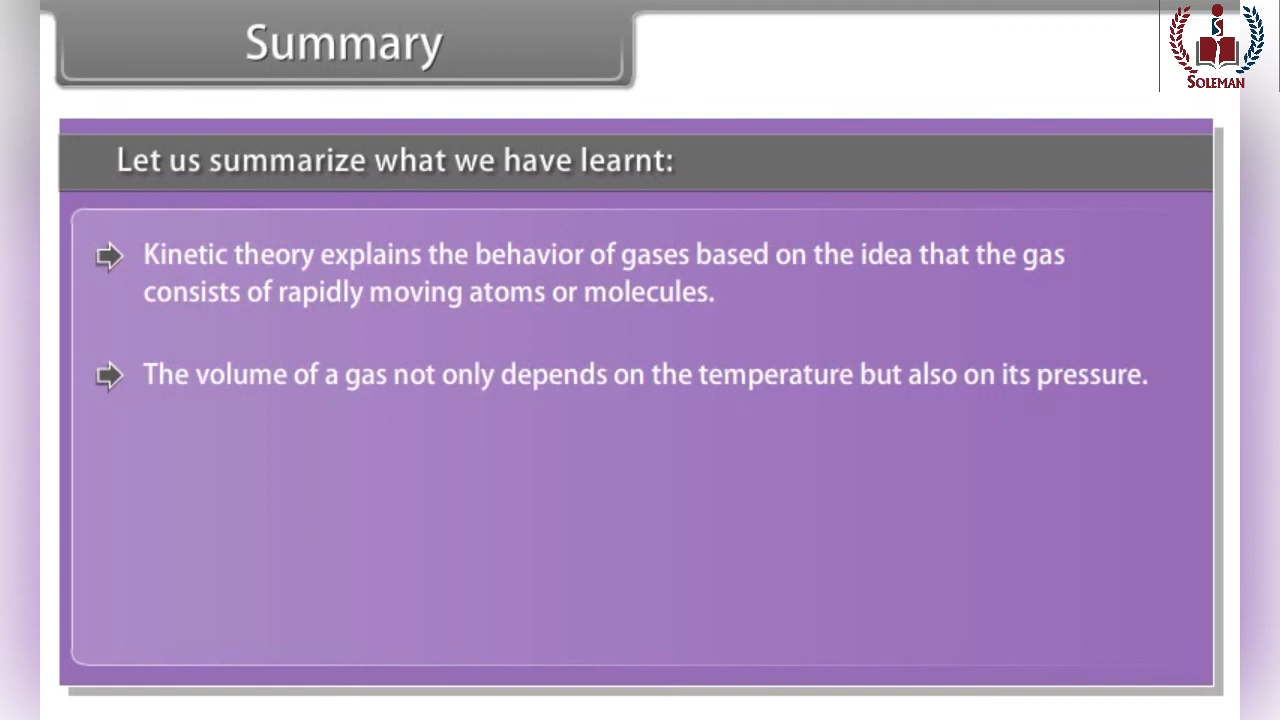 Summary
SOLEMAN
Let us summarize what we have learnt:
Kinetic theory explains the behavior of gases based on the idea that the gas
consists of rapidly moving atoms or molecules.
The volume of a gas not only depends on the temperature but also on its pressure.